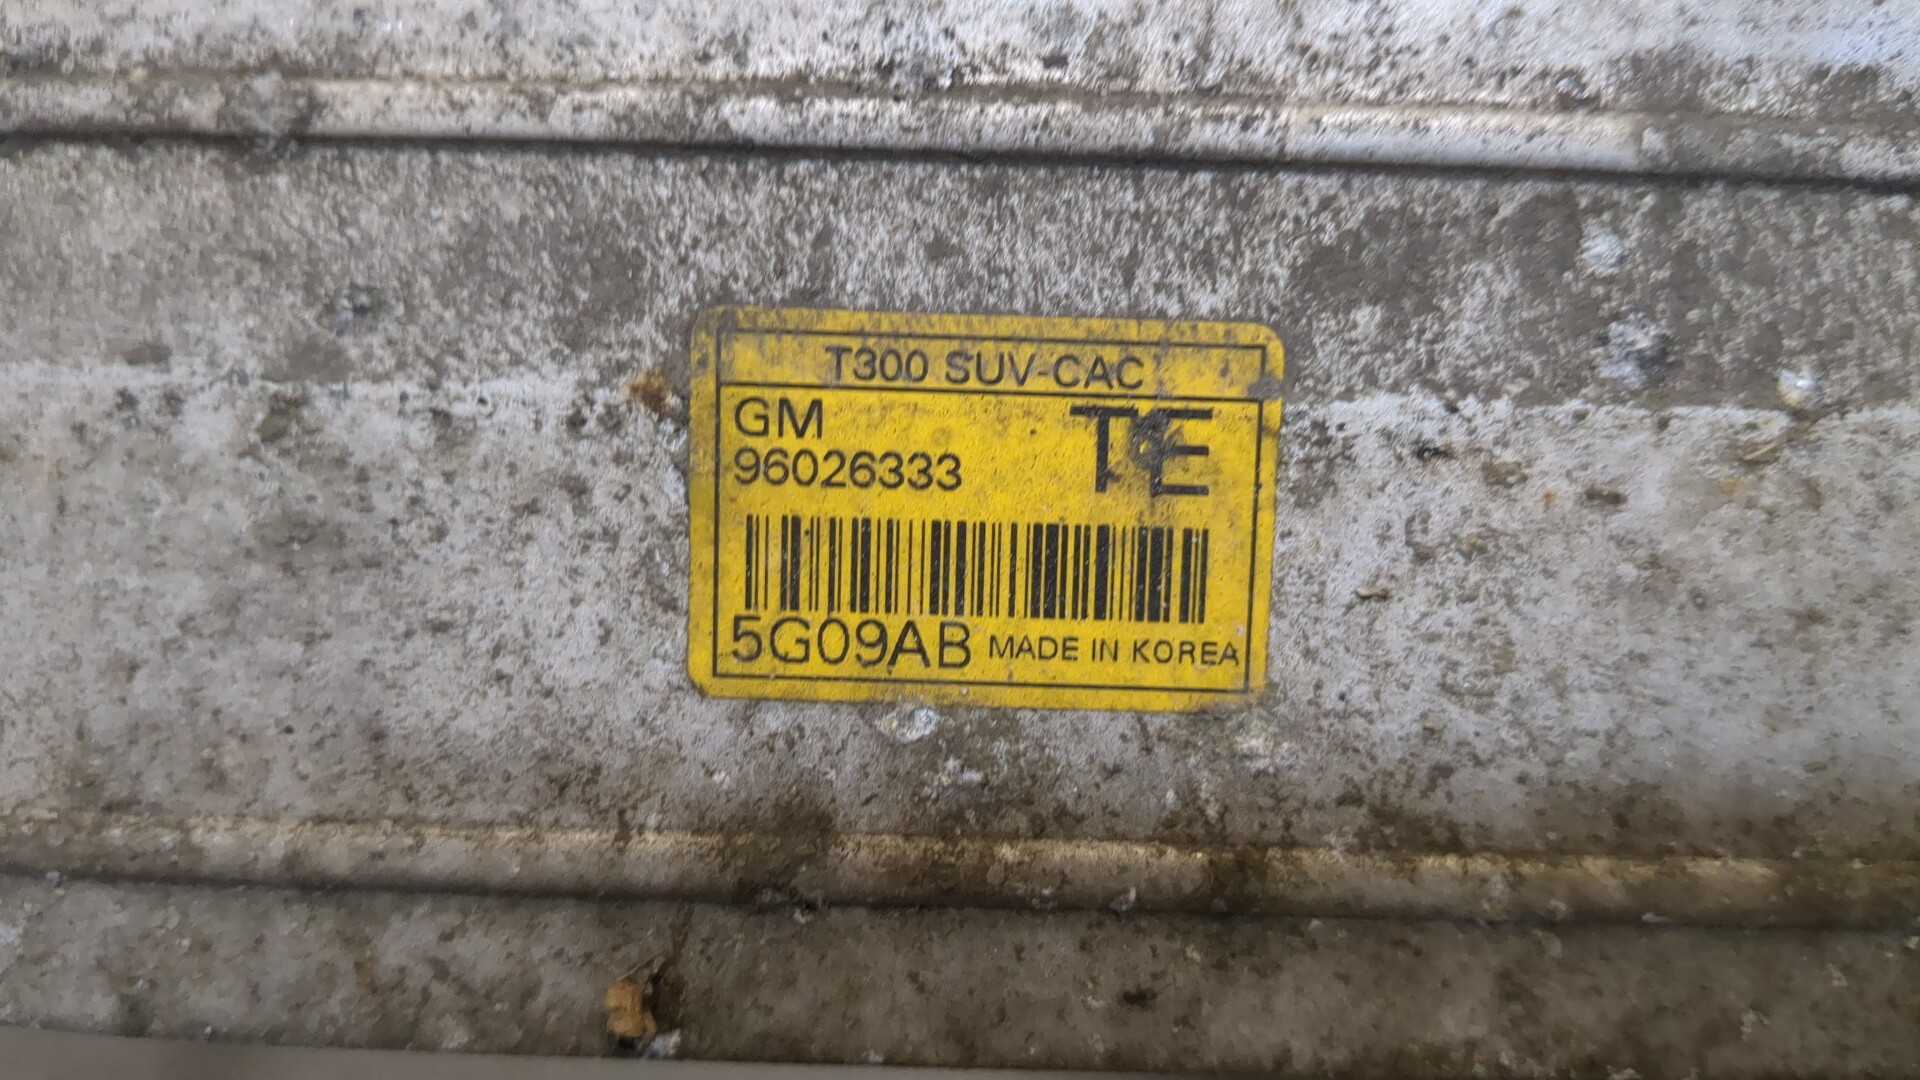 T300 SUV-CAC
GM TE
96026333
5G09AB MADE IN KOREA